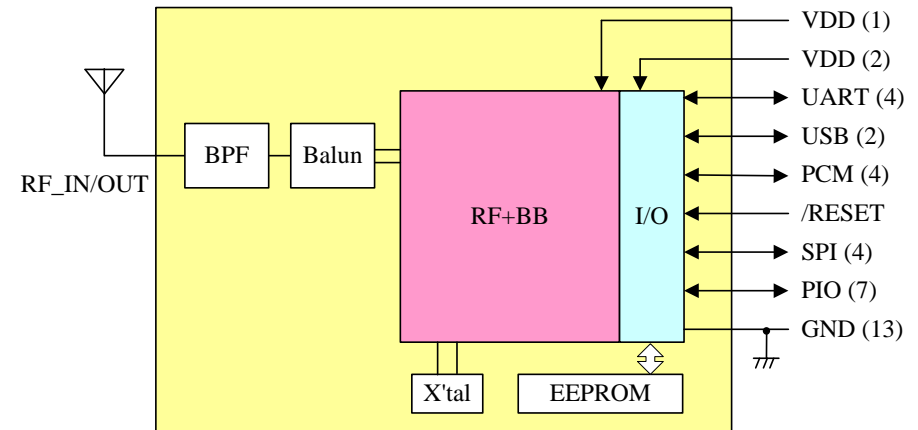 VDD (1)
VDD (2)
UART (4)
USB (2)
PCM (4)
/RESET
SPI (4)
PIO (7)
GND (13)
RF_IN/OUT
BPF
Balun
RF+BB
I/O
X'tal
EEPROM